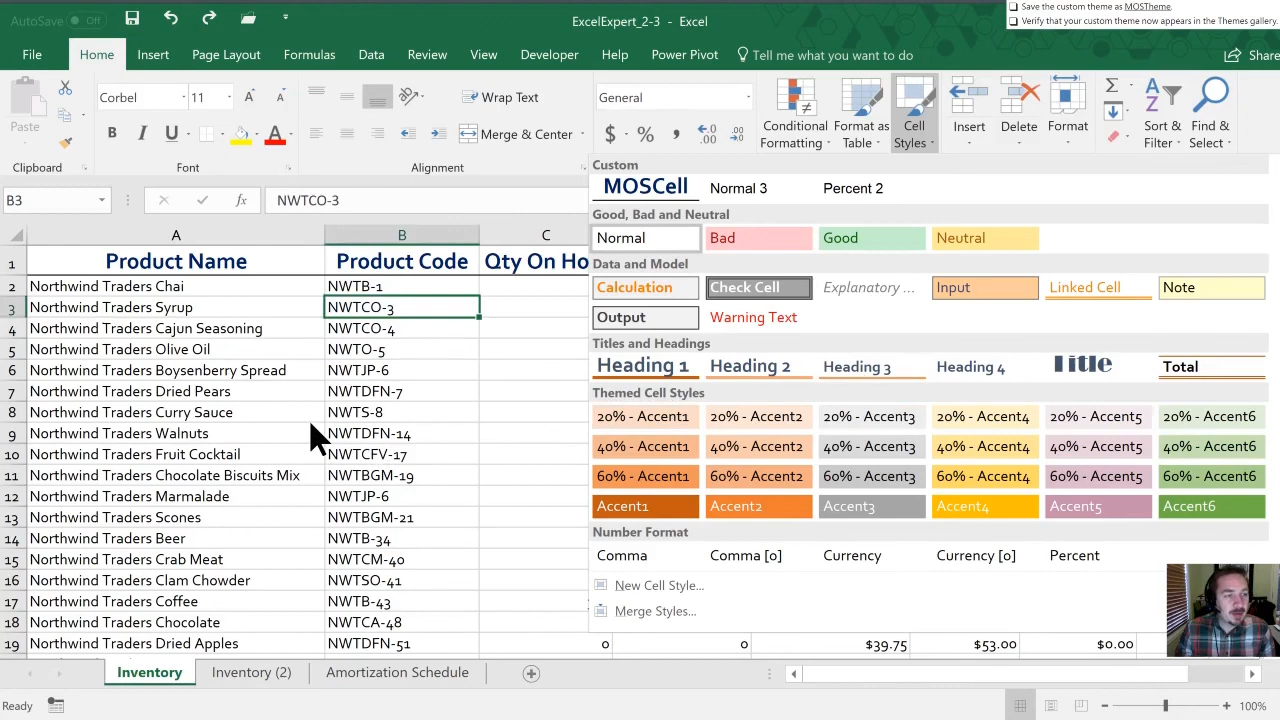 AutoSave Off
ExcelExpert_2-3 - Excel
Save the custom theme as MOSTheme.
Verify that your custom theme now appears in the Themes gallery.
File Home Insert Page Layout Formulas Data Review View Developer Help Power Pivot Tell me what you want to do Share
Paste
Clipboard
Corbel 11
B I U
Font
Wrap Text
Merge & Center
Alignment
General
$ % ,
Conditional Formatting
Format as Table
Cell Styles
Insert
Delete
Format
Sort & Filter
Find & Select
B3
fx
NWTCO-3
A B C
1 Product Name Product Code Qty On Ho
2 Northwind Traders Chai NWTB-1
3 Northwind Traders Syrup NWTCO-3
4 Northwind Traders Cajun Seasoning NWTCO-4
5 Northwind Traders Olive Oil NWTO-5
6 Northwind Traders Boysenberry Spread NWTJP-6
7 Northwind Traders Dried Pears NWTDFN-7
8 Northwind Traders Curry Sauce NWTS-8
9 Northwind Traders Walnuts NWTDFN-14
10 Northwind Traders Fruit Cocktail NWTCFV-17
11 Northwind Traders Chocolate Biscuits Mix NWTBGM-19
12 Northwind Traders Marmalade NWTJP-6
13 Northwind Traders Scones NWTBGM-21
14 Northwind Traders Beer NWTB-34
15 Northwind Traders Crab Meat NWTCM-40
16 Northwind Traders Clam Chowder NWTSO-41
17 Northwind Traders Coffee NWTB-43
18 Northwind Traders Chocolate NWTCA-48
19 Northwind Traders Dried Apples NWTDFN-51 0 0 $39.75 $53.00 $0.00
Custom
MOSCell Normal 3 Percent 2
Good, Bad and Neutral
Normal Bad Good Neutral
Data and Model
Calculation Check Cell Explanatory ... Input Linked Cell Note
Output Warning Text
Titles and Headings
Heading 1 Heading 2 Heading 3 Heading 4 Title Total
Themed Cell Styles
20% - Accent1 20% - Accent2 20% - Accent3 20% - Accent4 20% - Accent5 20% - Accent6
40% - Accent1 40% - Accent2 40% - Accent3 40% - Accent4 40% - Accent5 40% - Accent6
60% - Accent1 60% - Accent2 60% - Accent3 60% - Accent4 60% - Accent5 60% - Accent6
Accent1 Accent2 Accent3 Accent4 Accent5 Accent6
Number Format
Comma Comma [0] Currency Currency [0] Percent
New Cell Style...
Merge Styles...
Inventory Inventory (2) Amortization Schedule
Ready
100%